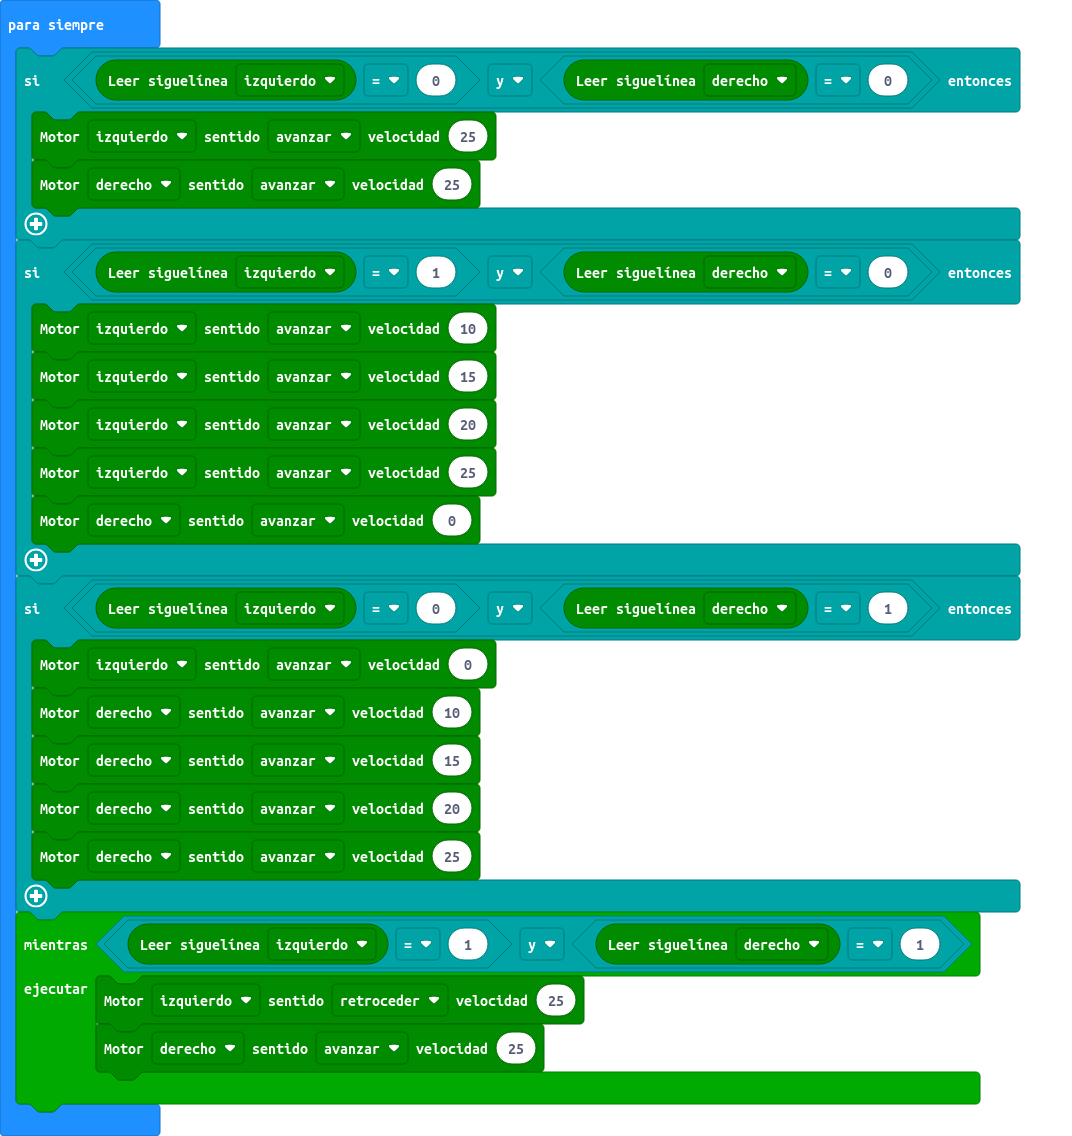 para siempre
si Leer siguelinea izquierdo = 0 y Leer siguelinea derecho = 0 entonces
Motor izquierdo sentido avanzar velocidad 25
Motor derecho sentido avanzar velocidad 25
si Leer siguelinea izquierdo = 1 y Leer siguelinea derecho = 0 entonces
Motor izquierdo sentido avanzar velocidad 10
Motor izquierdo sentido avanzar velocidad 15
Motor izquierdo sentido avanzar velocidad 20
Motor izquierdo sentido avanzar velocidad 25
Motor derecho sentido avanzar velocidad 0
si Leer siguelinea izquierdo = 0 y Leer siguelinea derecho = 1 entonces
Motor izquierdo sentido avanzar velocidad 0
Motor derecho sentido avanzar velocidad 10
Motor derecho sentido avanzar velocidad 15
Motor derecho sentido avanzar velocidad 20
Motor derecho sentido avanzar velocidad 25
mientras Leer siguelinea izquierdo = 1 y Leer siguelinea derecho = 1
ejecutar
Motor izquierdo sentido retroceder velocidad 25
Motor derecho sentido avanzar velocidad 25